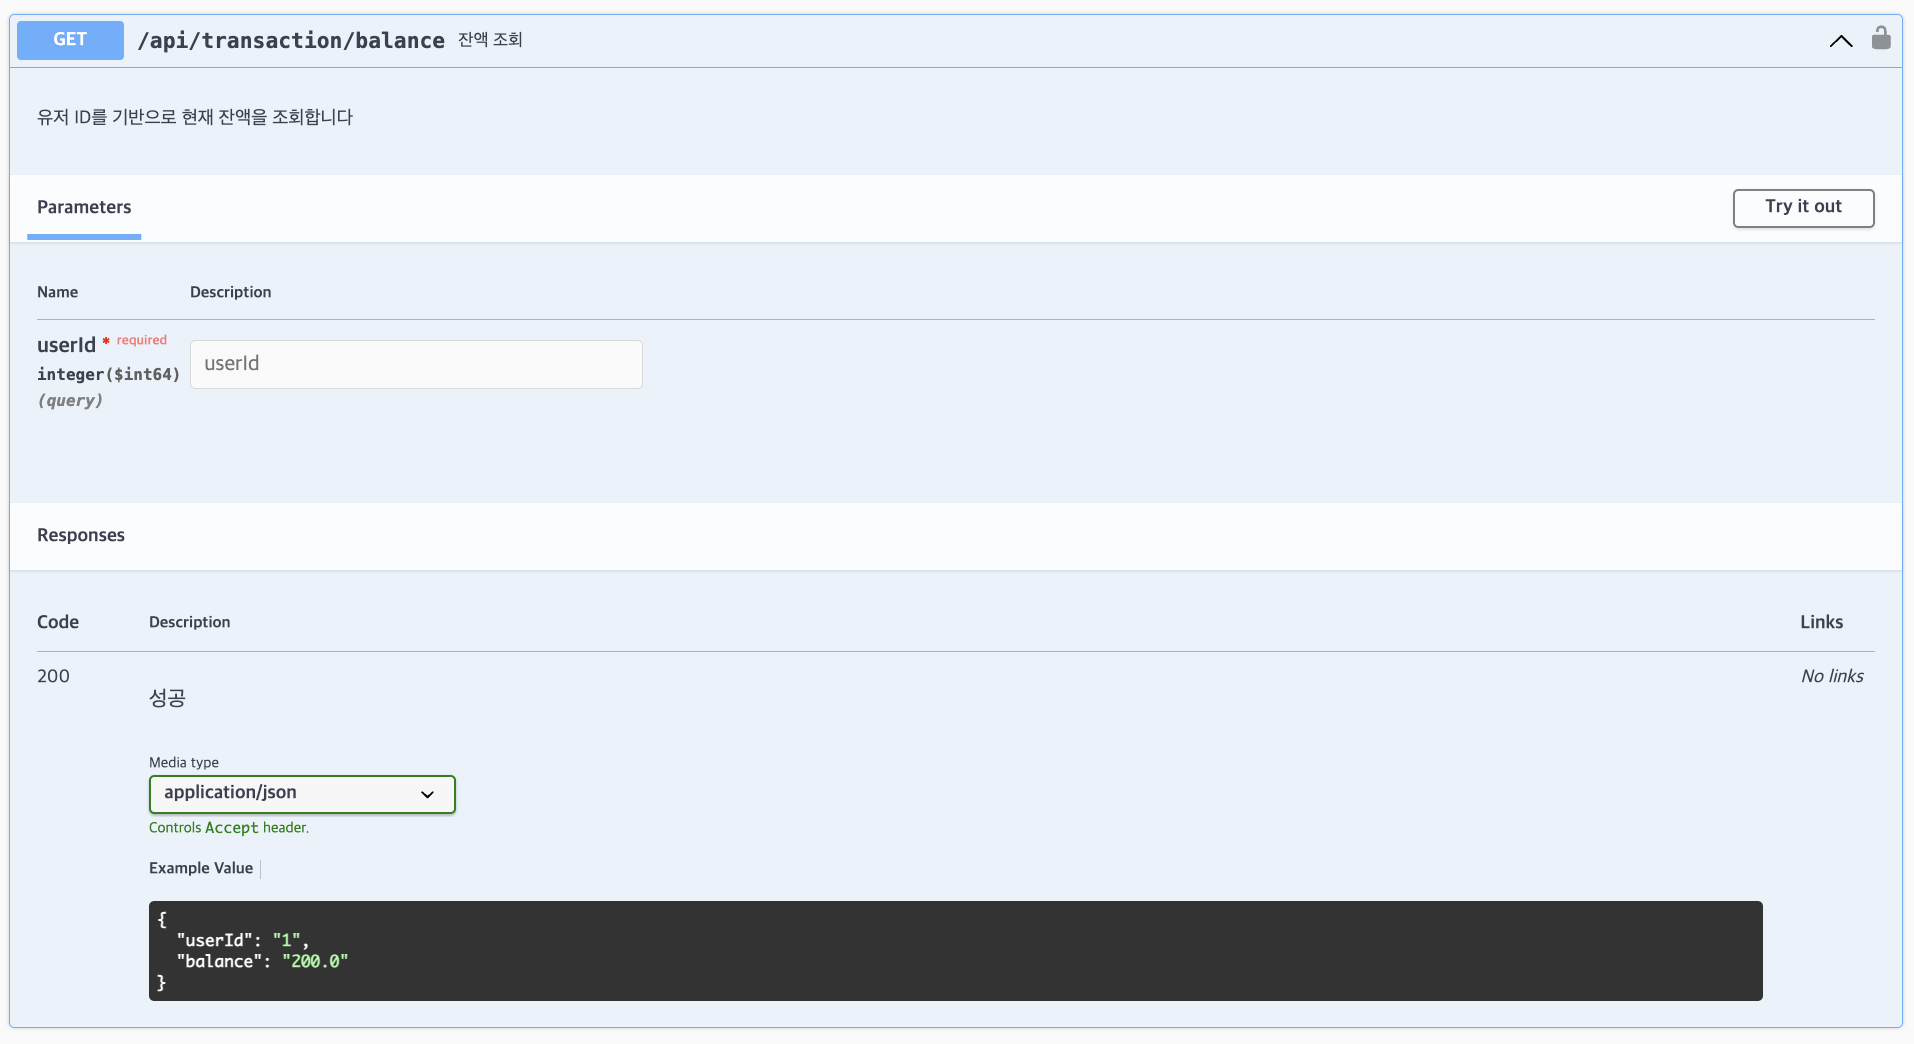 GET /api/transaction/balance 잔액 조회
유저 ID를 기반으로 현재 잔액을 조회합니다
Parameters
Try it out
Name Description
userId * required
integer($int64)
(query)
userId
Responses
Code Description Links
200
성공
No links
Media type
application/json
Controls Accept header.
Example Value
{
  "userId": "1",
  "balance": "200.0"
}